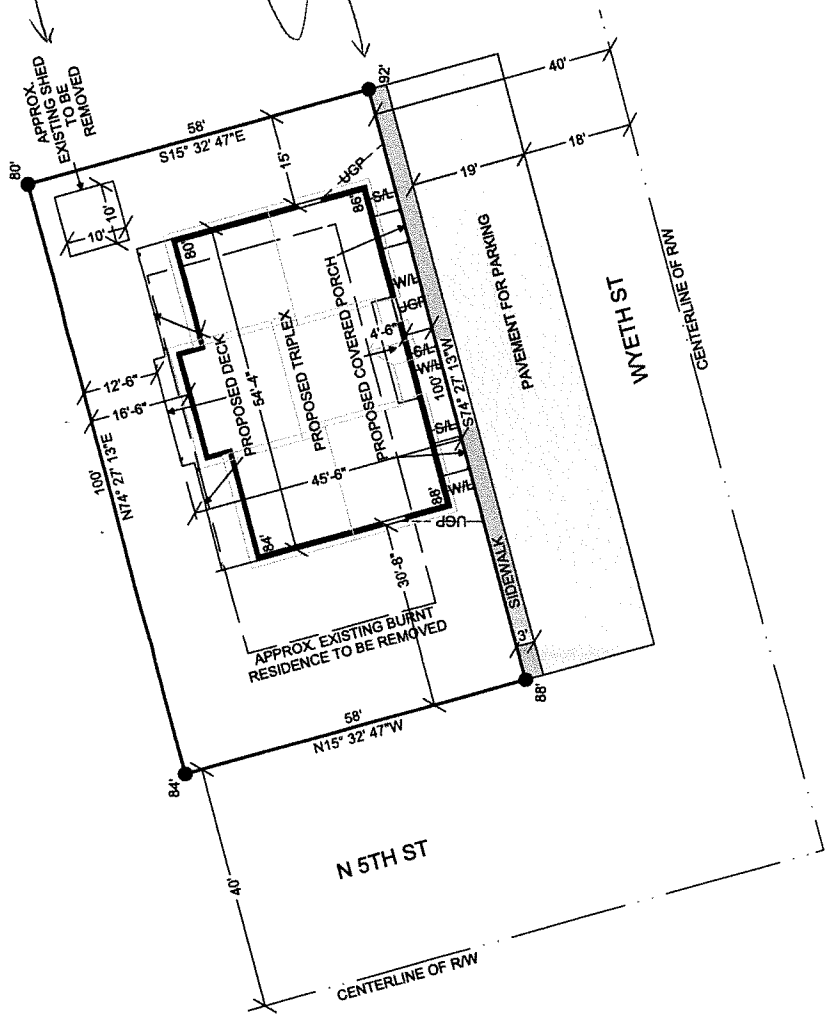 APPROX.
EXISTING SHED
TO BE
REMOVED
80'
58'
S15° 32' 47"E
92'
40'
10'
10'
15'
UGP
S/L
19'
18'
80'
86'
12'-6"
16'-6"
PROPOSED DECK
54'-4"
PROPOSED TRIPLEX
PROPOSED COVERED PORCH
4'-6"
W/L
UGP
S/L
W/L
100'
S74° 27' 13"W
PAVEMENT FOR PARKING
WYETH ST
CENTERLINE OF R/W
100'
N74° 27' 13"E
45'-6"
S/L
W/L
84'
88'
UGP
30'-8"
SIDEWALK
APPROX. EXISTING BURNT
RESIDENCE TO BE REMOVED
3'
58'
N15° 32' 47"W
88'
84'
N 5TH ST
40'
CENTERLINE OF R/W